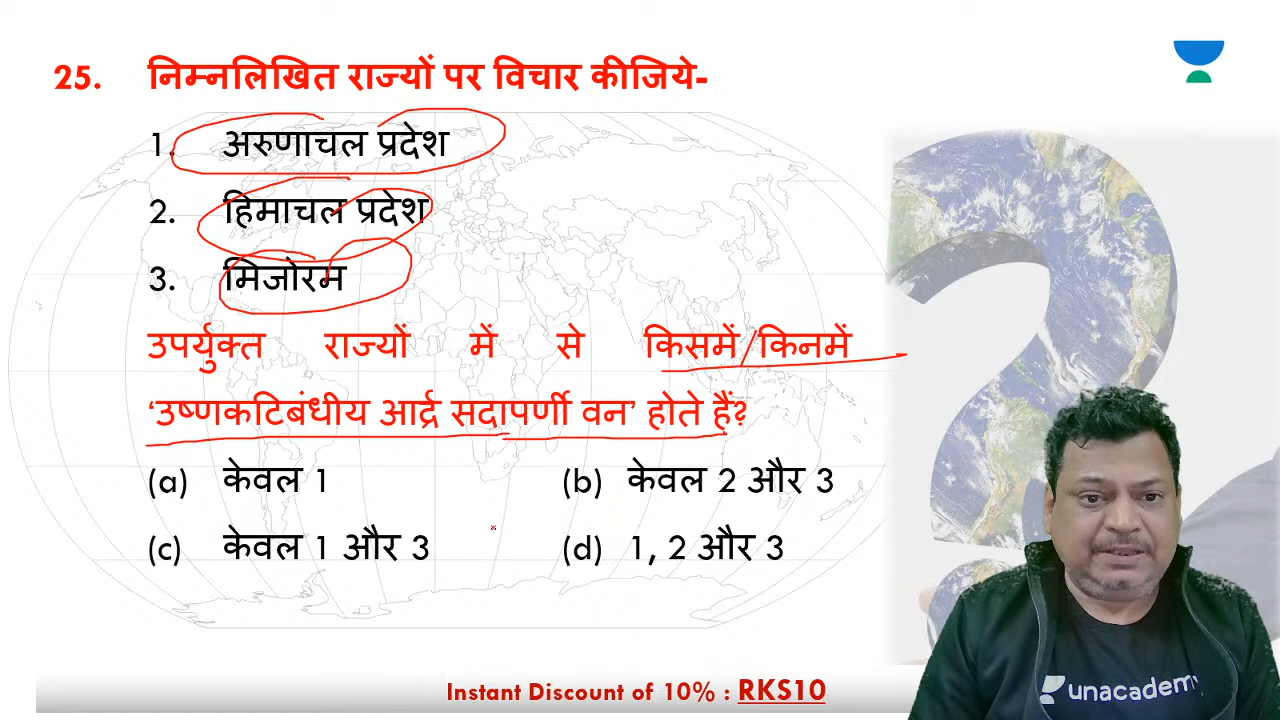 25. निम्नलिखित राज्यों पर विचार कीजिये-
1. अरुणाचल प्रदेश
2. हिमाचल प्रदेश
3. मिजोरम
उपर्युक्त राज्यों में से किसमें/किनमें
‘उष्णकटिबंधीय आर्द्र सदापर्णी वन’ होते हैं?
(a) केवल 1 (b) केवल 2 और 3
(c) केवल 1 और 3 (d) 1, 2 और 3
unacademy
Instant Discount of 10% : RKS10